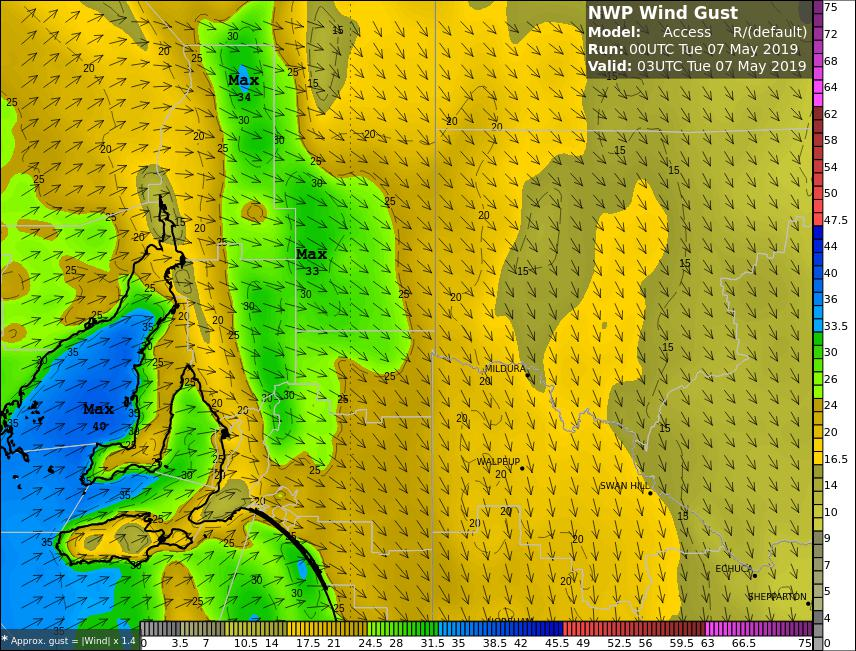 NWP Wind Gust
Model: Access R/(default)
Run: 00UTC Tue 07 May 2019
Valid: 03UTC Tue 07 May 2019
75
72
68
64
62
58
54
50
47.5
44
40
36
33.5
30
26
24
20
16.5
14
10
9
7
5
4
0
Max
34
Max
33
Max
40
MILDURA
WALPEUP
SWAN HILL
ECHUCA
SHEPPARTON
* Approx. gust = |Wind| x 1.4
0 3.5 7 10.5 14 17.5 21 24.5 28 31.5 35 38.5 42 45.5 49 52.5 56 59.5 63 66.5 75